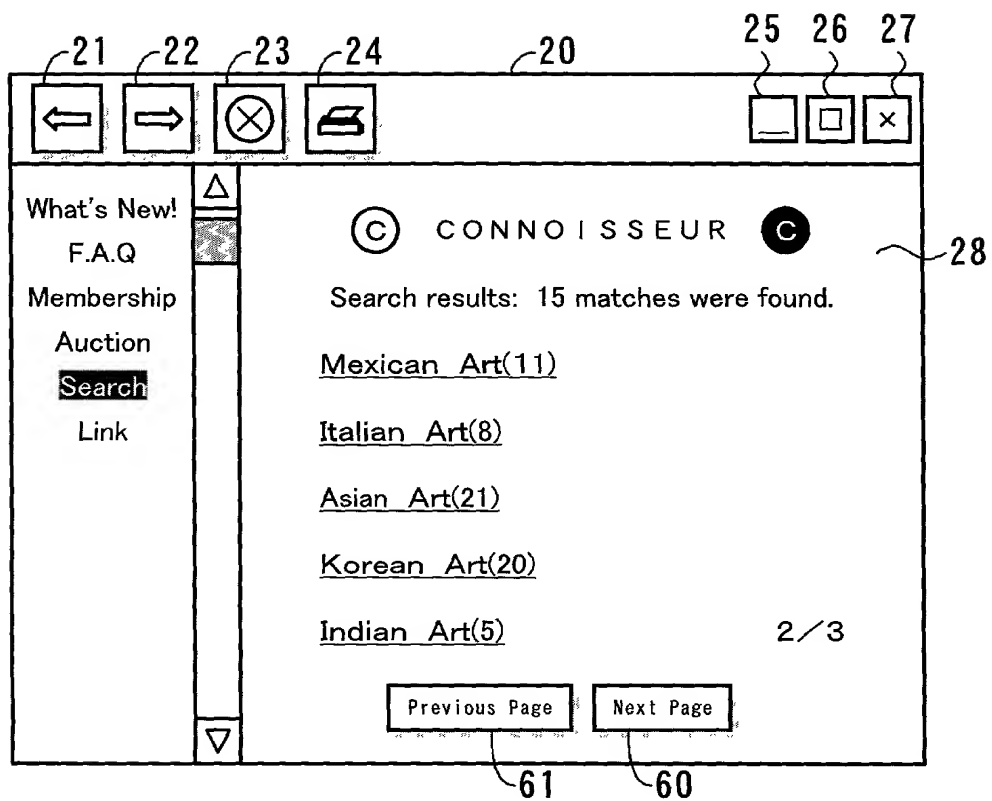 21 22 23 24 20 25 26 27
What's New!
F.A.Q
Membership
Auction
Search
Link
C CONNOISSEUR C
28
Search results: 15 matches were found.
Mexican Art(11)
Italian Art(8)
Asian Art(21)
Korean Art(20)
Indian Art(5)
2/3
Previous Page Next Page
61 60